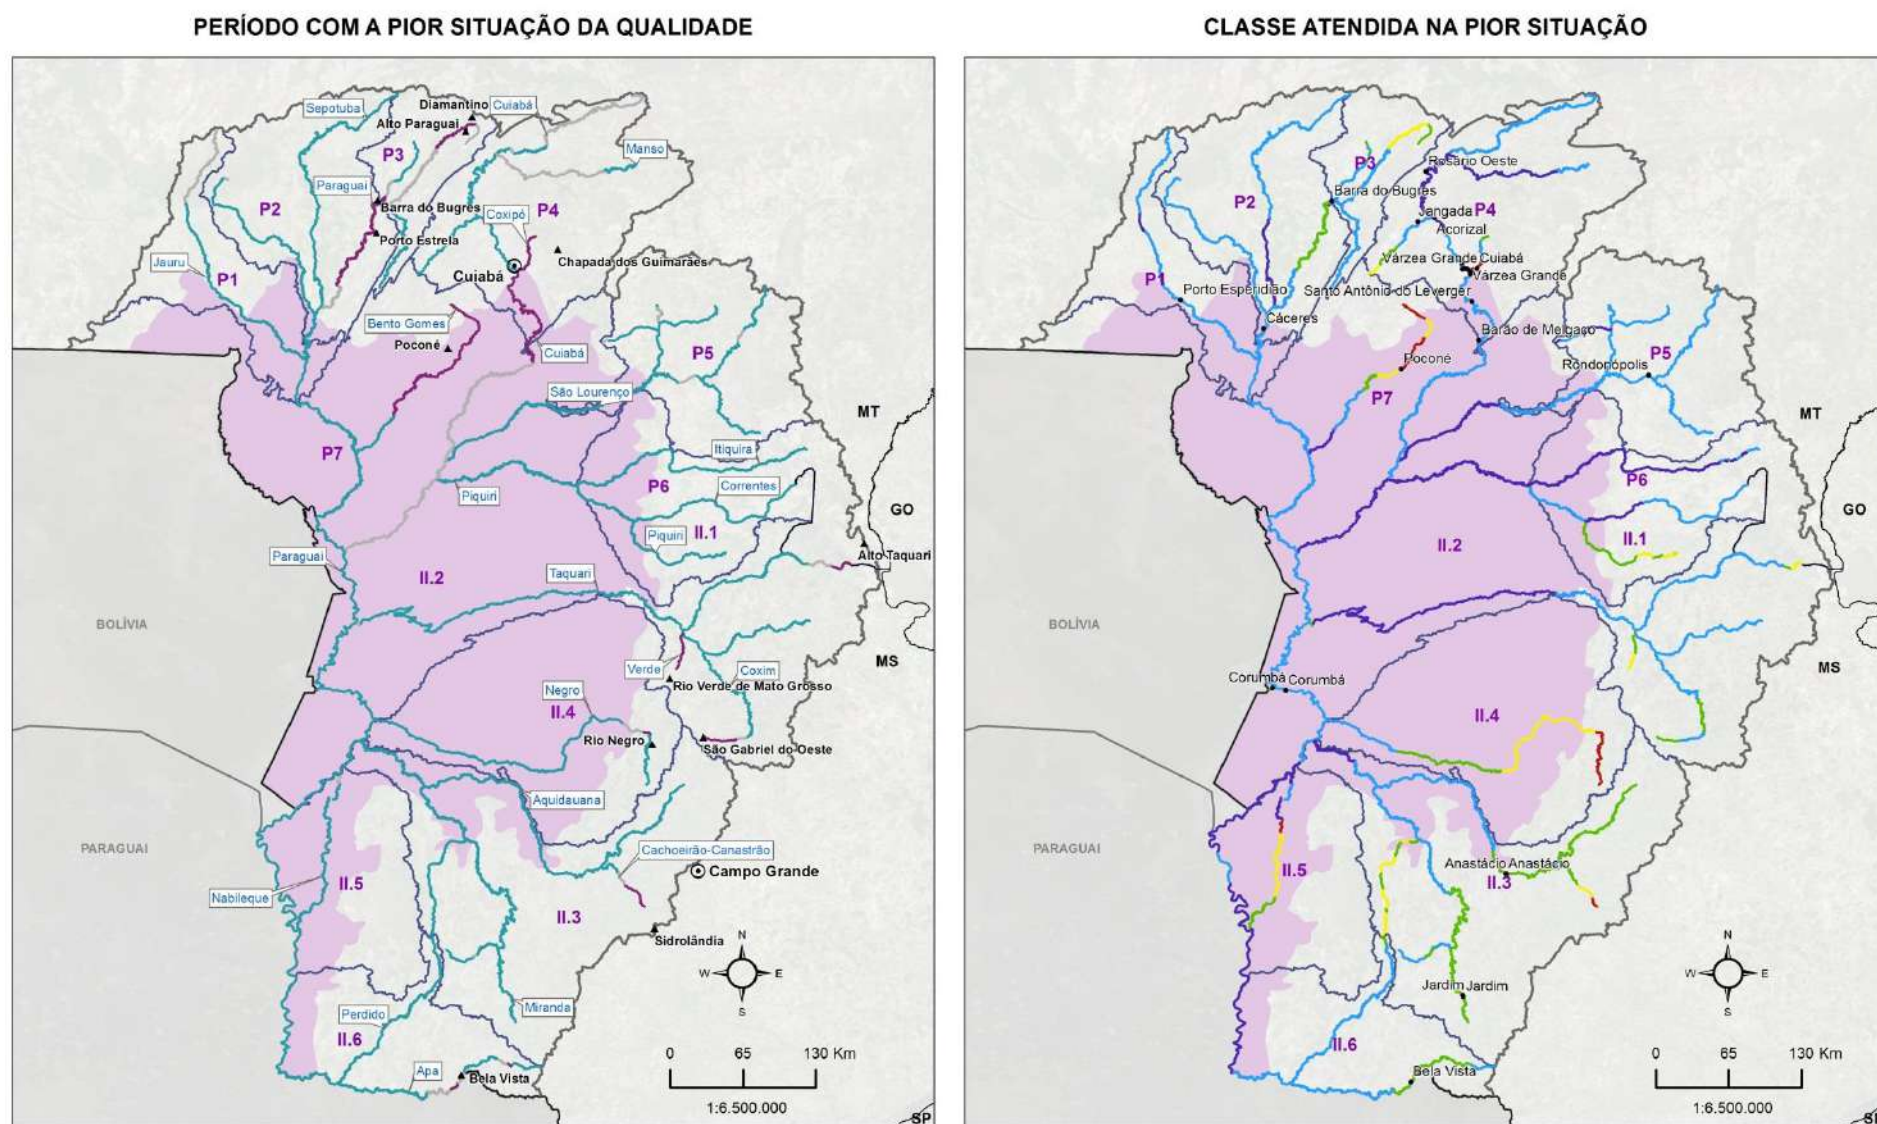 PERÍODO COM A PIOR SITUAÇÃO DA QUALIDADE
Sepotuba
Diamantino
Cuiabá
Alto Paraguai
P3
Manso
Paraguai
P2
Barra do Bugres
Coxipó
P4
Porto Estrela
Chapada dos Guimarães
Jauru
P1
Cuiabá
Bento Gomes
Poconé
Cuiabá
P5
São Lourenço
MT
P7
Itiquira
Piquiri
P6
Correntes
GO
Piquiri
II.1
Paraguai
Alto Taquari
II.2
Taquari
BOLÍVIA
MS
Verde
Coxim
Rio Verde de Mato Grosso
Negro
II.4
Rio Negro
São Gabriel do Oeste
Aquidauana
PARAGUAI
Cachoeirão-Canastrão
Campo Grande
II.5
Nabileque
II.3
Sidrolândia
N
W
E
S
Miranda
Perdido
II.6
0 65 130 Km
Apa
Bela Vista
1:6.500.000
SP
CLASSE ATENDIDA NA PIOR SITUAÇÃO
P3
Rosário Oeste
Barra do Bugres
P2
Jangada
P4
Acorizal
Várzea Grande
Cuiabá
Várzea Grande
P1
Porto Esperidião
Santo Antônio do Leverger
Cáceres
Barão de Melgaço
Poconé
P5
Rondonópolis
P7
MT
P6
GO
II.1
II.2
BOLÍVIA
MS
Corumbá
Corumbá
II.4
PARAGUAI
Anastácio
Anastácio
II.5
II.3
N
W
E
S
Jardim
Jardim
II.6
0 65 130 Km
Bela Vista
1:6.500.000